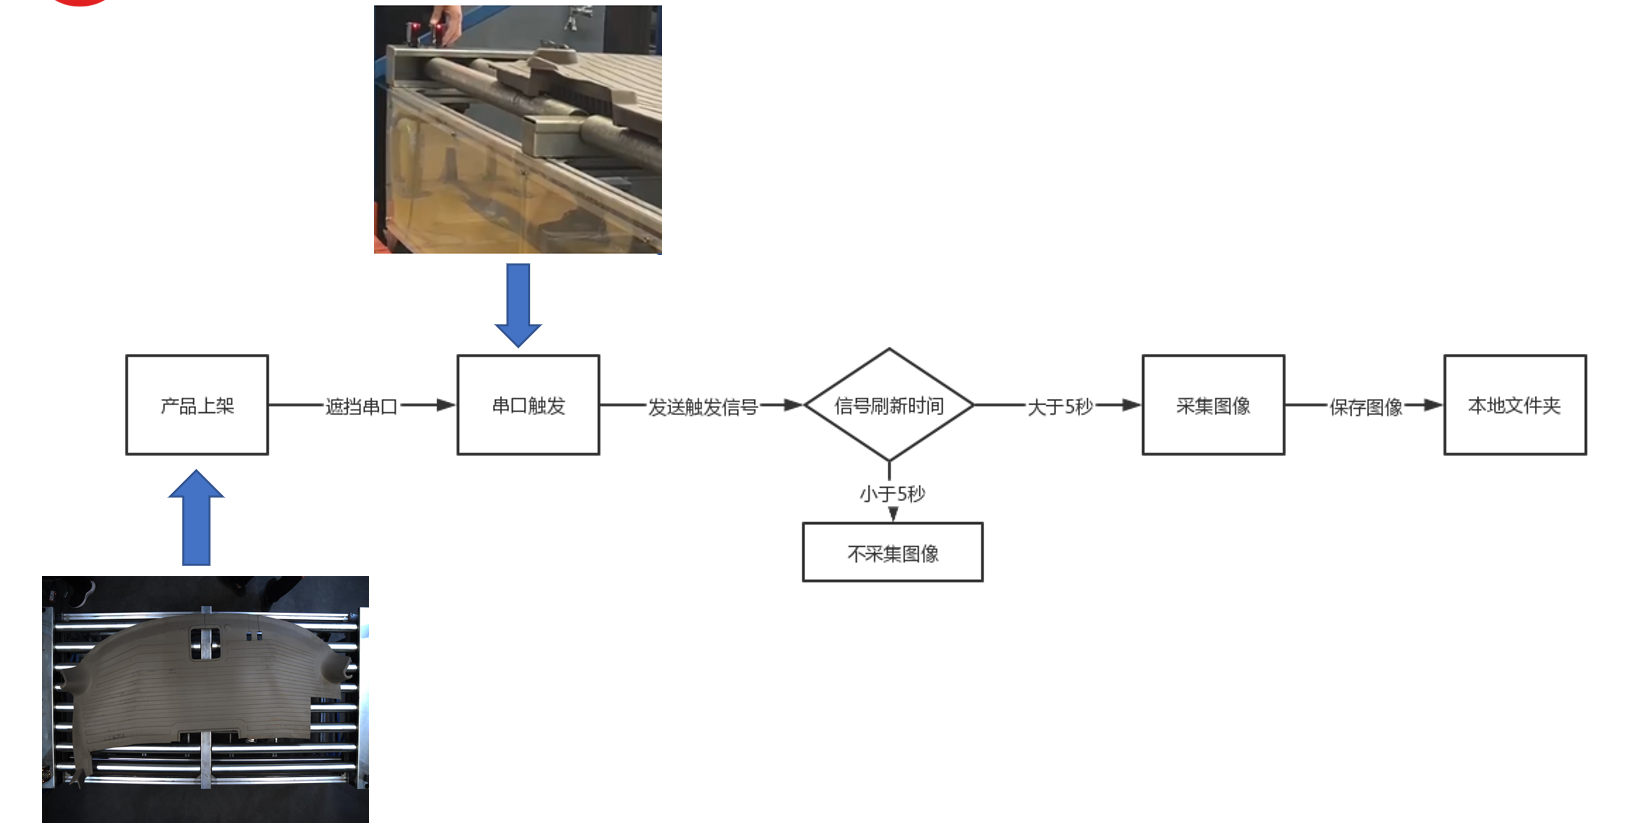 产品上架
遮挡串口
串口触发
发送触发信号
信号刷新时间
大于5秒
采集图像
保存图像
本地文件夹
小于5秒
不采集图像